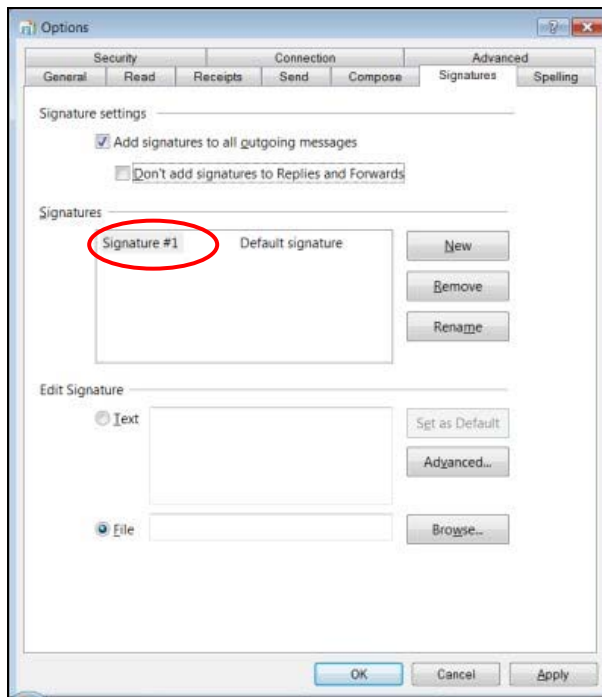 Options
Security Connection Advanced
General Read Receipts Send Compose Signatures Spelling
Signature settings
Add signatures to all outgoing messages
Don't add signatures to Replies and Forwards
Signatures
Signature #1 Default signature New
Remove
Rename
Edit Signature
Text Set as Default
Advanced...
File Browse...
OK Cancel Apply